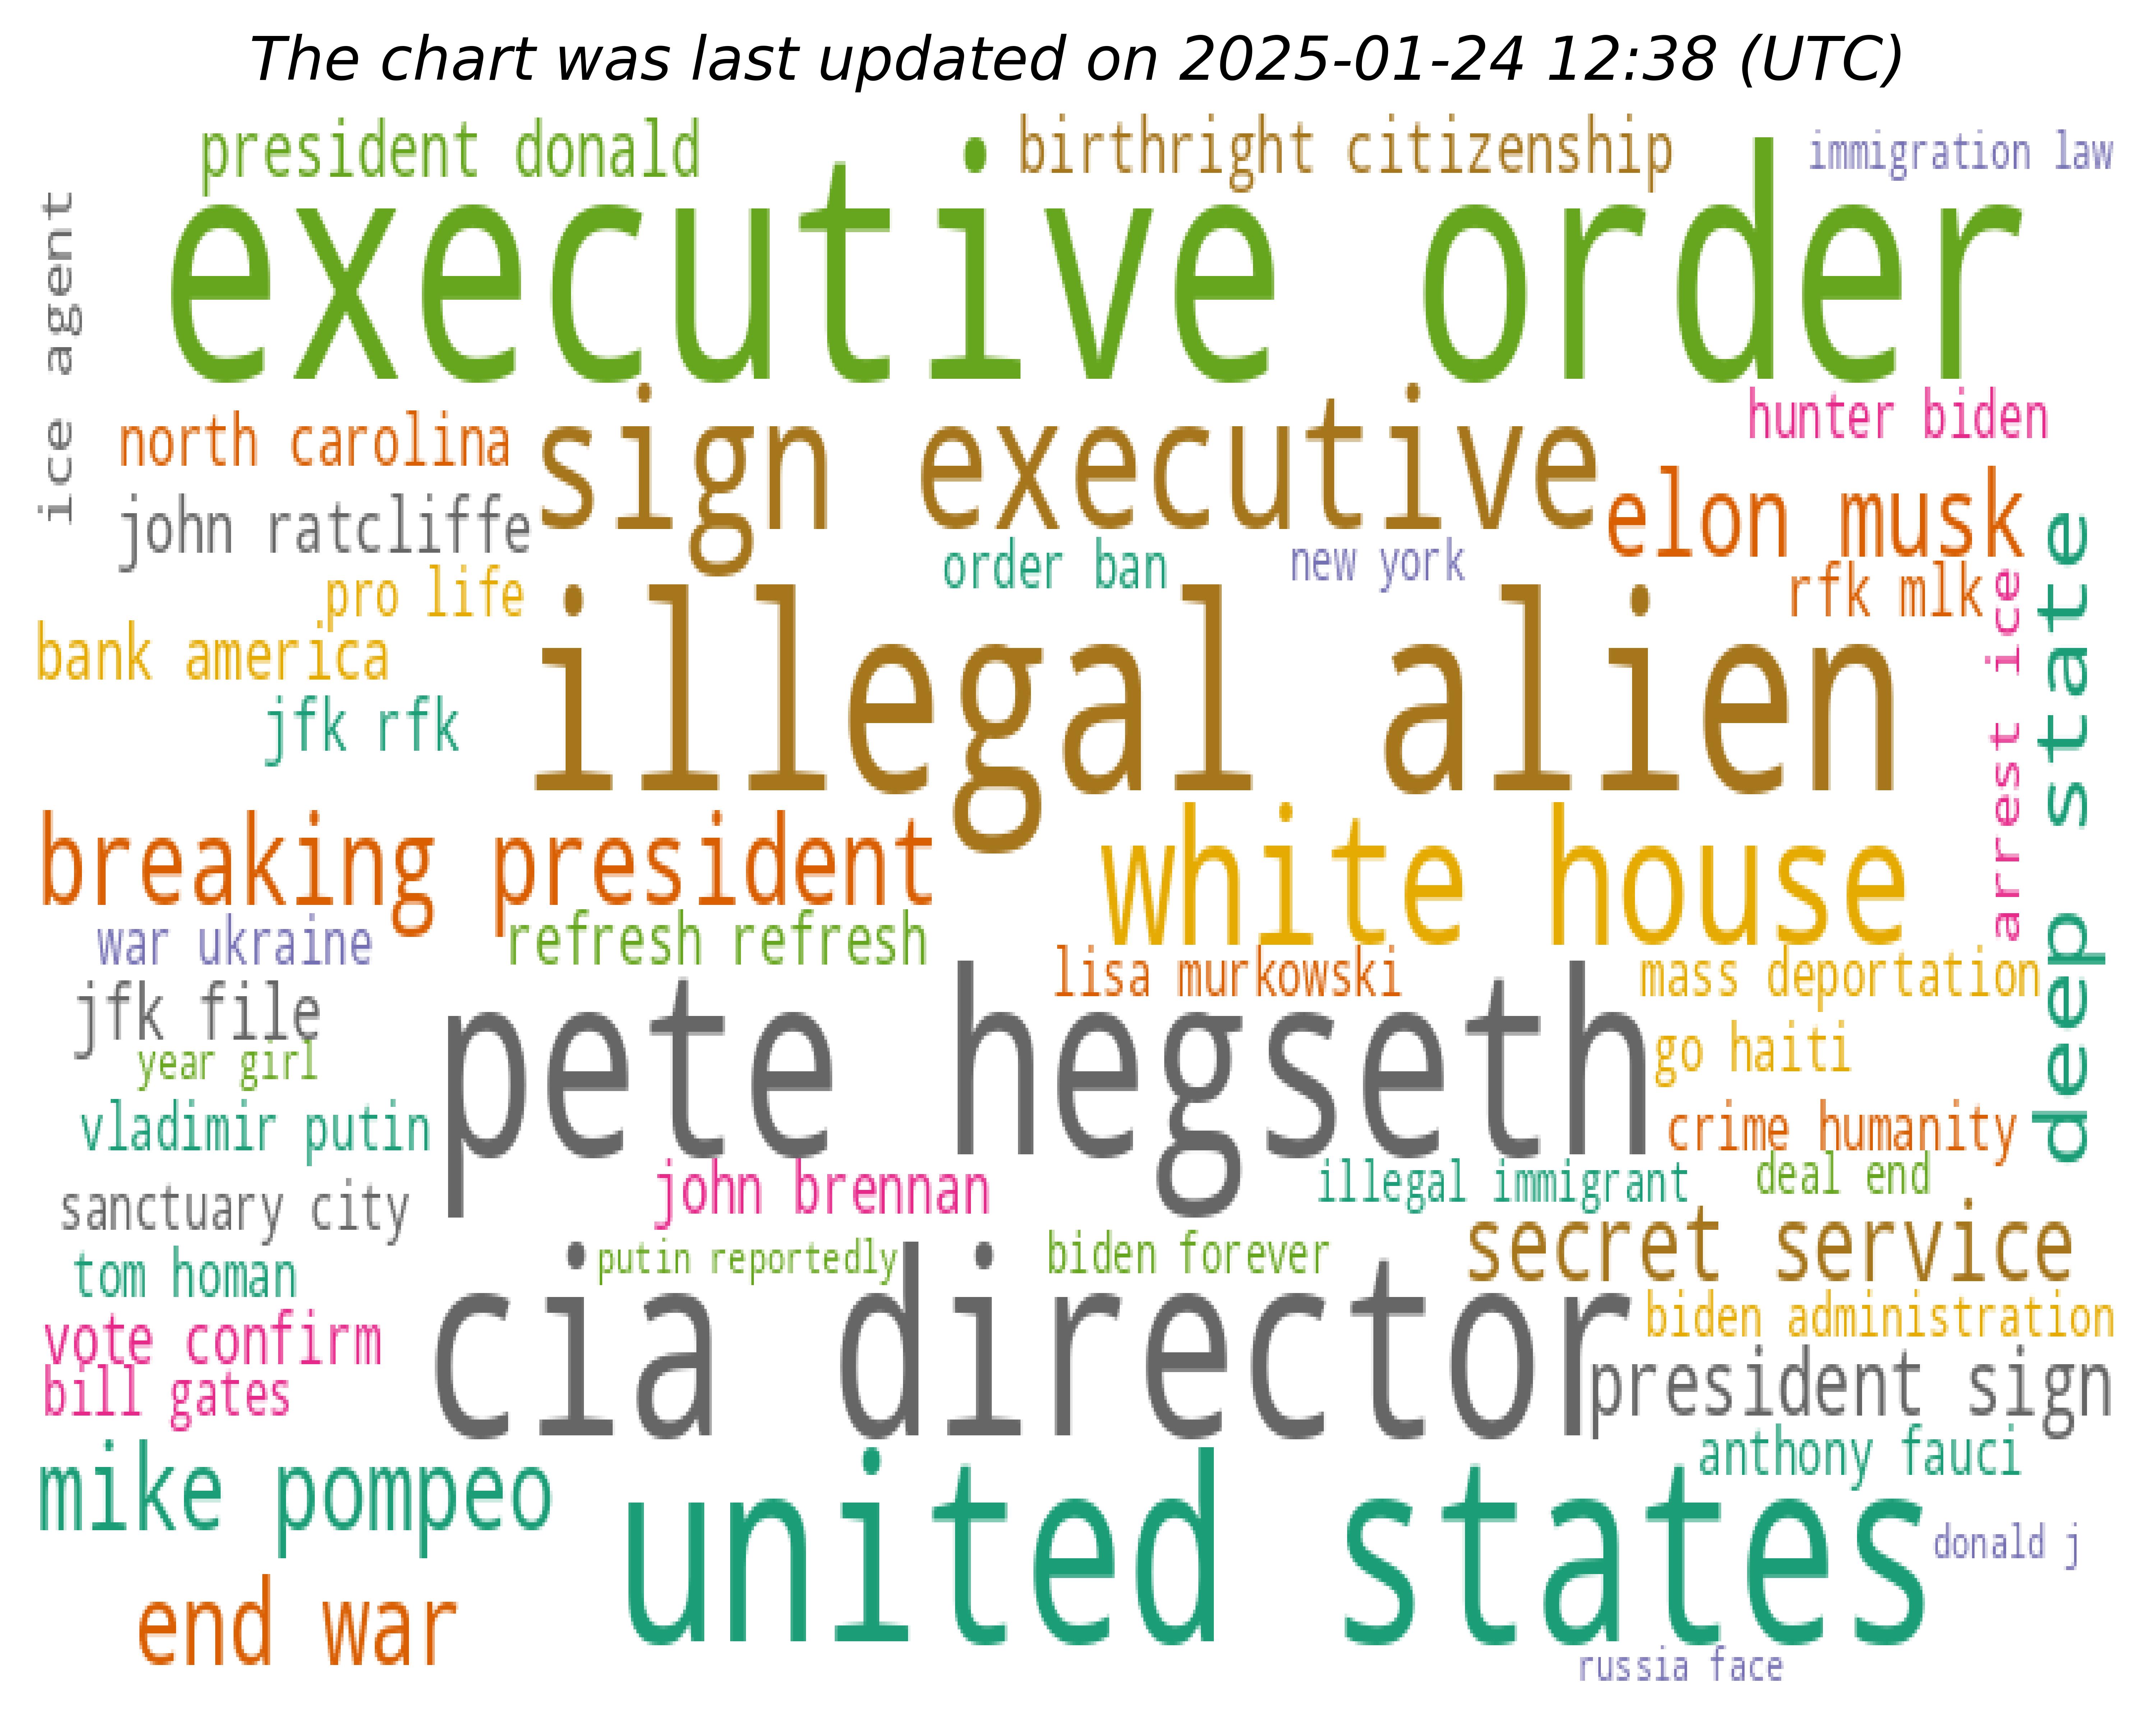 The chart was last updated on 2025-01-24 12:38 (UTC)
president donald
birthright citizenship
immigration law
ice agent
executive order
hunter biden
north carolina
sign executive
elon musk
john ratcliffe
order ban
new york
rfk mlk
pro life
arrest ice
deep state
bank america
illegal alien
jfk rfk
breaking president
white house
war ukraine
refresh refresh
lisa murkowski
mass deportation
jfk file
pete hegseth
go haiti
year girl
vladimir putin
crime humanity
john brennan
illegal immigrant
deal end
sanctuary city
secret service
putin reportedly
biden forever
tom homan
cia director
biden administration
vote confirm
bill gates
president sign
anthony fauci
mike pompeo
united states
donald j
end war
russia face